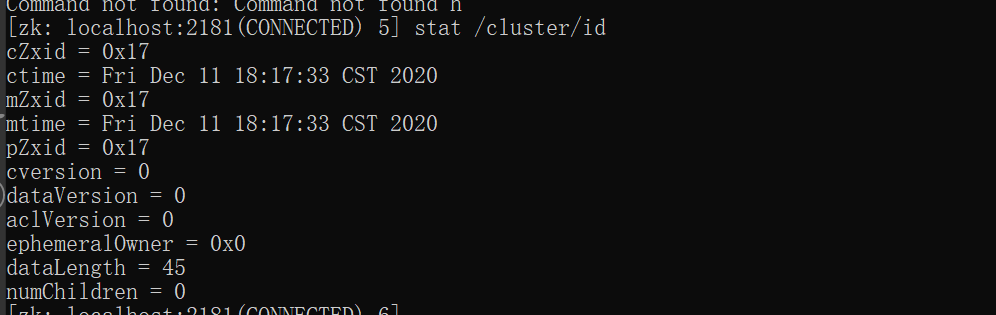 Command not found: Command not found h
[zk: localhost:2181(CONNECTED) 5] stat /cluster/id
cZxid = 0x17
ctime = Fri Dec 11 18:17:33 CST 2020
mZxid = 0x17
mtime = Fri Dec 11 18:17:33 CST 2020
pZxid = 0x17
cversion = 0
dataVersion = 0
aclVersion = 0
ephemeralOwner = 0x0
dataLength = 45
numChildren = 0
[zk: localhost:2181(CONNECTED) 6]